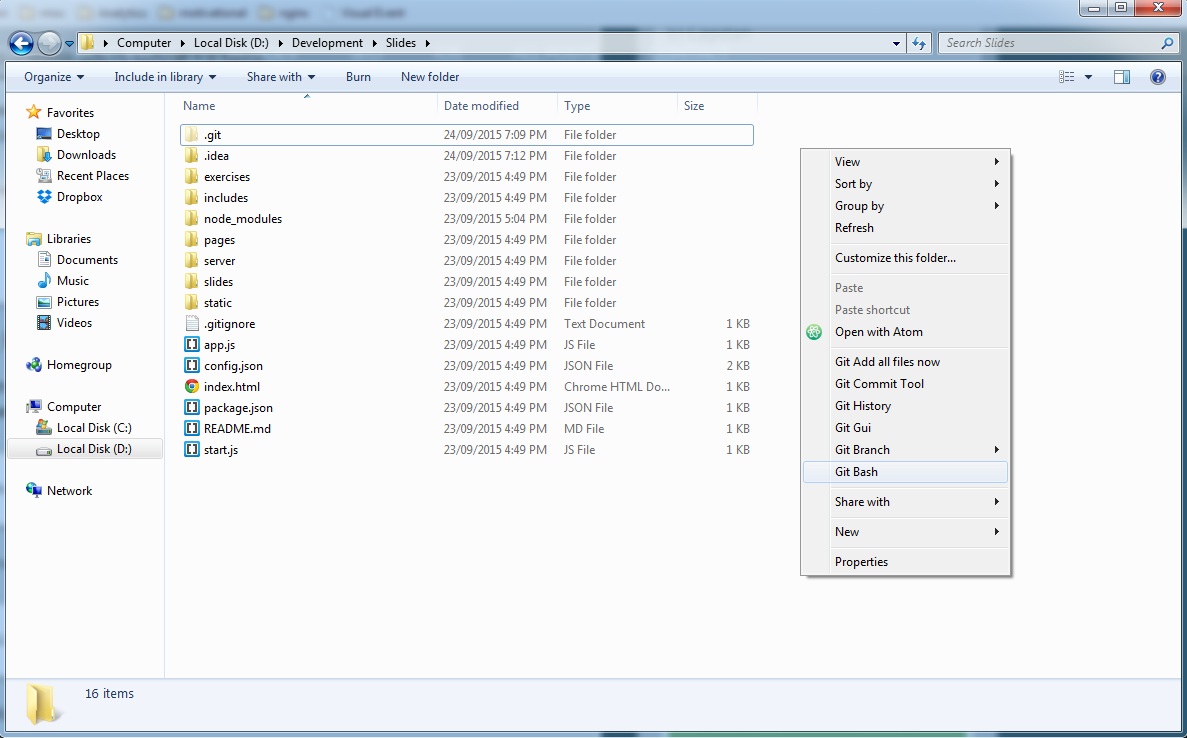 Computer ▸ Local Disk (D:) ▸ Development ▸ Slides ▸
Search Slides
Organize Include in library Share with Burn New folder
Name Date modified Type Size
Favorites
Desktop
Downloads
Recent Places
Dropbox
Libraries
Documents
Music
Pictures
Videos
Homegroup
Computer
Local Disk (C:)
Local Disk (D:)
Network
.git 24/09/2015 7:09 PM File folder
.idea 24/09/2015 7:12 PM File folder
exercises 23/09/2015 4:49 PM File folder
includes 23/09/2015 4:49 PM File folder
node_modules 23/09/2015 5:04 PM File folder
pages 23/09/2015 4:49 PM File folder
server 23/09/2015 4:49 PM File folder
slides 23/09/2015 4:49 PM File folder
static 23/09/2015 4:49 PM File folder
.gitignore 23/09/2015 4:49 PM Text Document 1 KB
app.js 23/09/2015 4:49 PM JS File 1 KB
config.json 23/09/2015 4:49 PM JSON File 2 KB
index.html 23/09/2015 4:49 PM Chrome HTML Do... 1 KB
package.json 23/09/2015 4:49 PM JSON File 1 KB
README.md 23/09/2015 4:49 PM MD File 1 KB
start.js 23/09/2015 4:49 PM JS File 1 KB
View
Sort by
Group by
Refresh
Customize this folder...
Paste
Paste shortcut
Open with Atom
Git Add all files now
Git Commit Tool
Git History
Git Gui
Git Branch
Git Bash
Share with
New
Properties
16 items